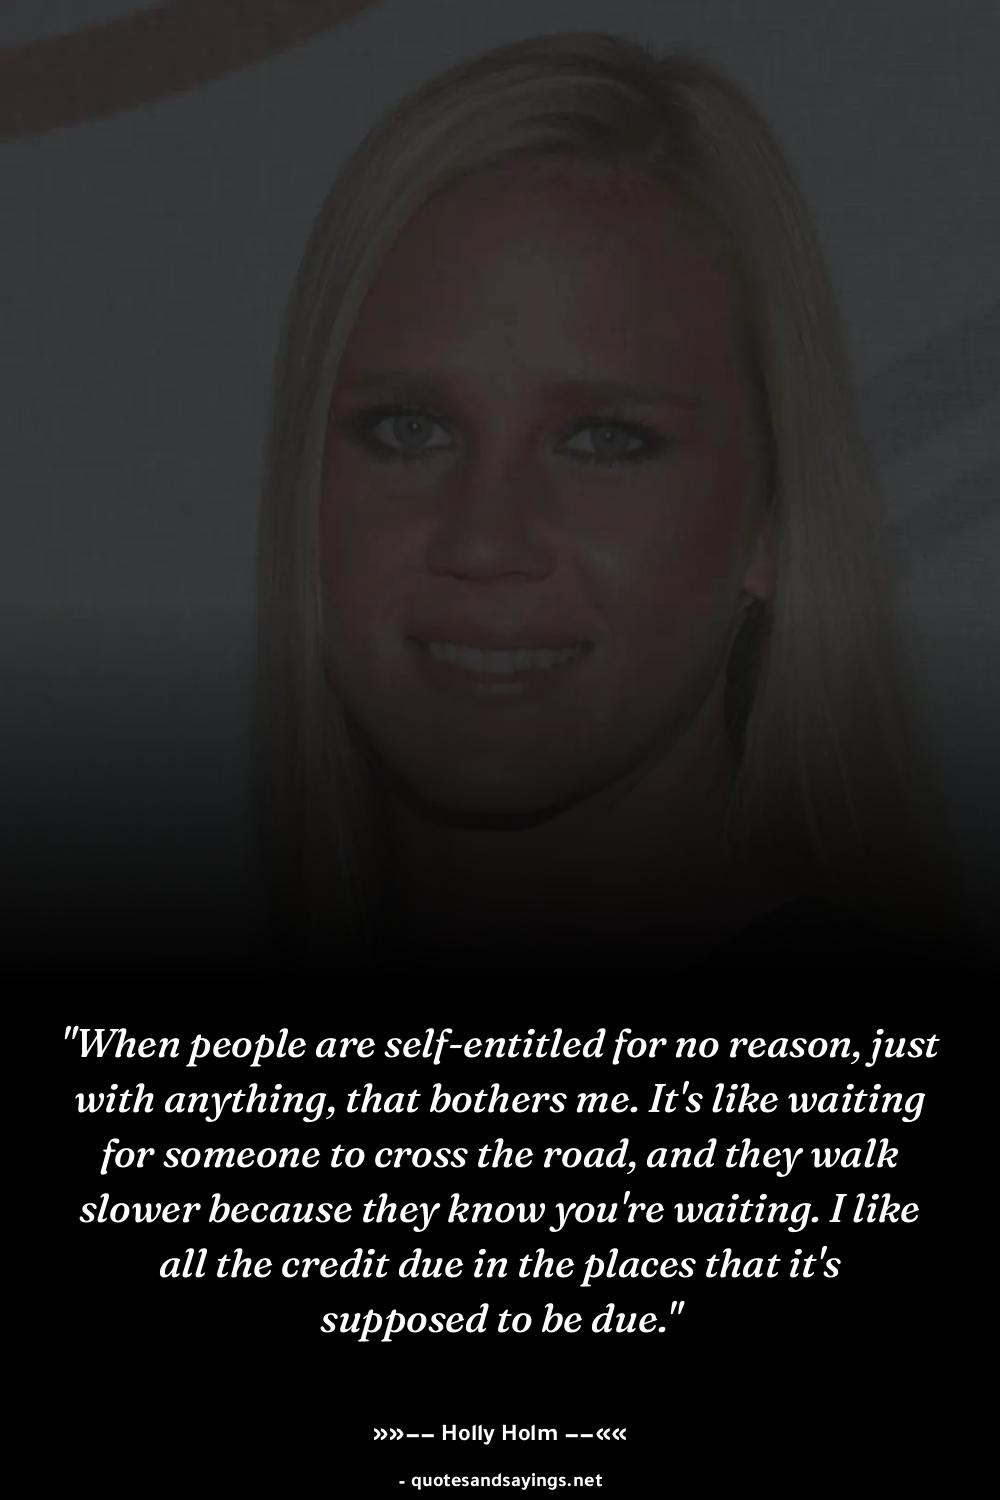 "When people are self-entitled for no reason, just
with anything, that bothers me. It's like waiting
for someone to cross the road, and they walk
slower because they know you're waiting. I like
all the credit due in the places that it's
supposed to be due."
»»–– Holly Holm ––««
- quotesandsayings.net